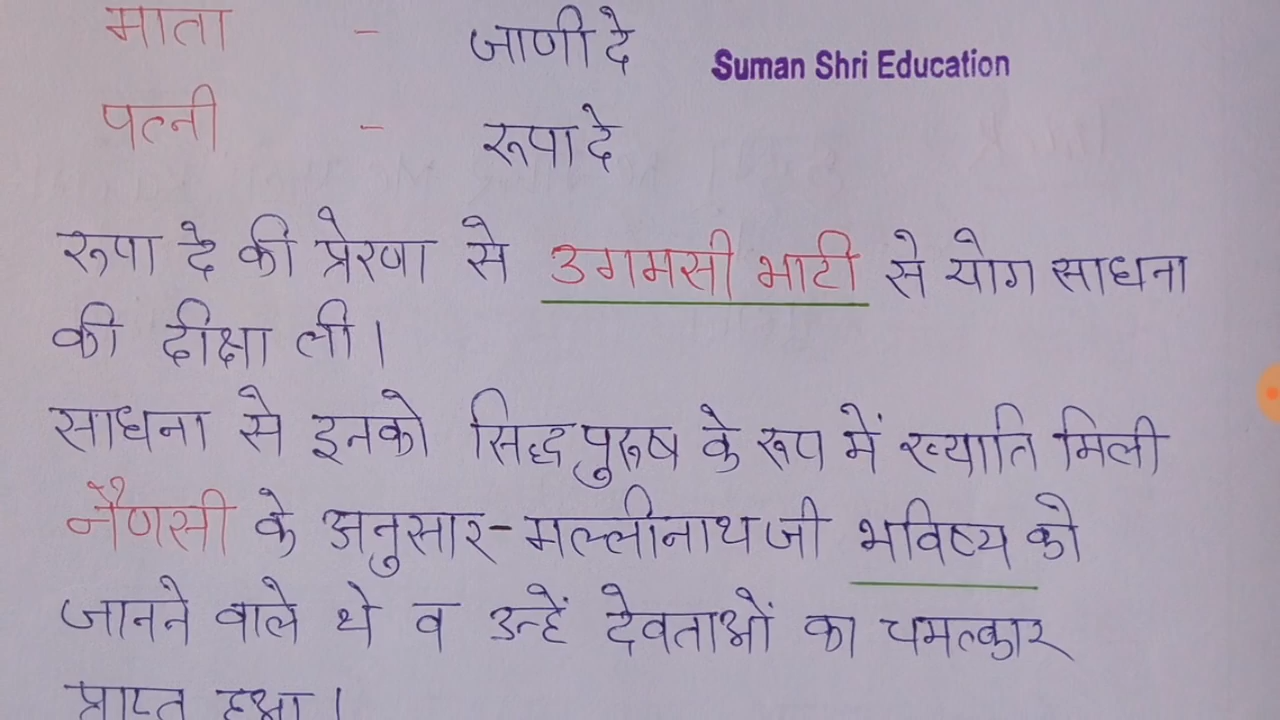 माता - जाणी दे
Suman Shri Education
पत्नी - रूपा दे
रूपा दे की प्रेरणा से उगमसी भाटी से योग साधना
की दीक्षा ली।
साधना से इनको सिद्ध पुरूष के रूप में ख्याति मिली
नैणसी के अनुसार - मल्लीनाथ जी भविष्य को
जानने वाले थे व उन्हें देवताओं का चमत्कार
प्राप्त हुआ।